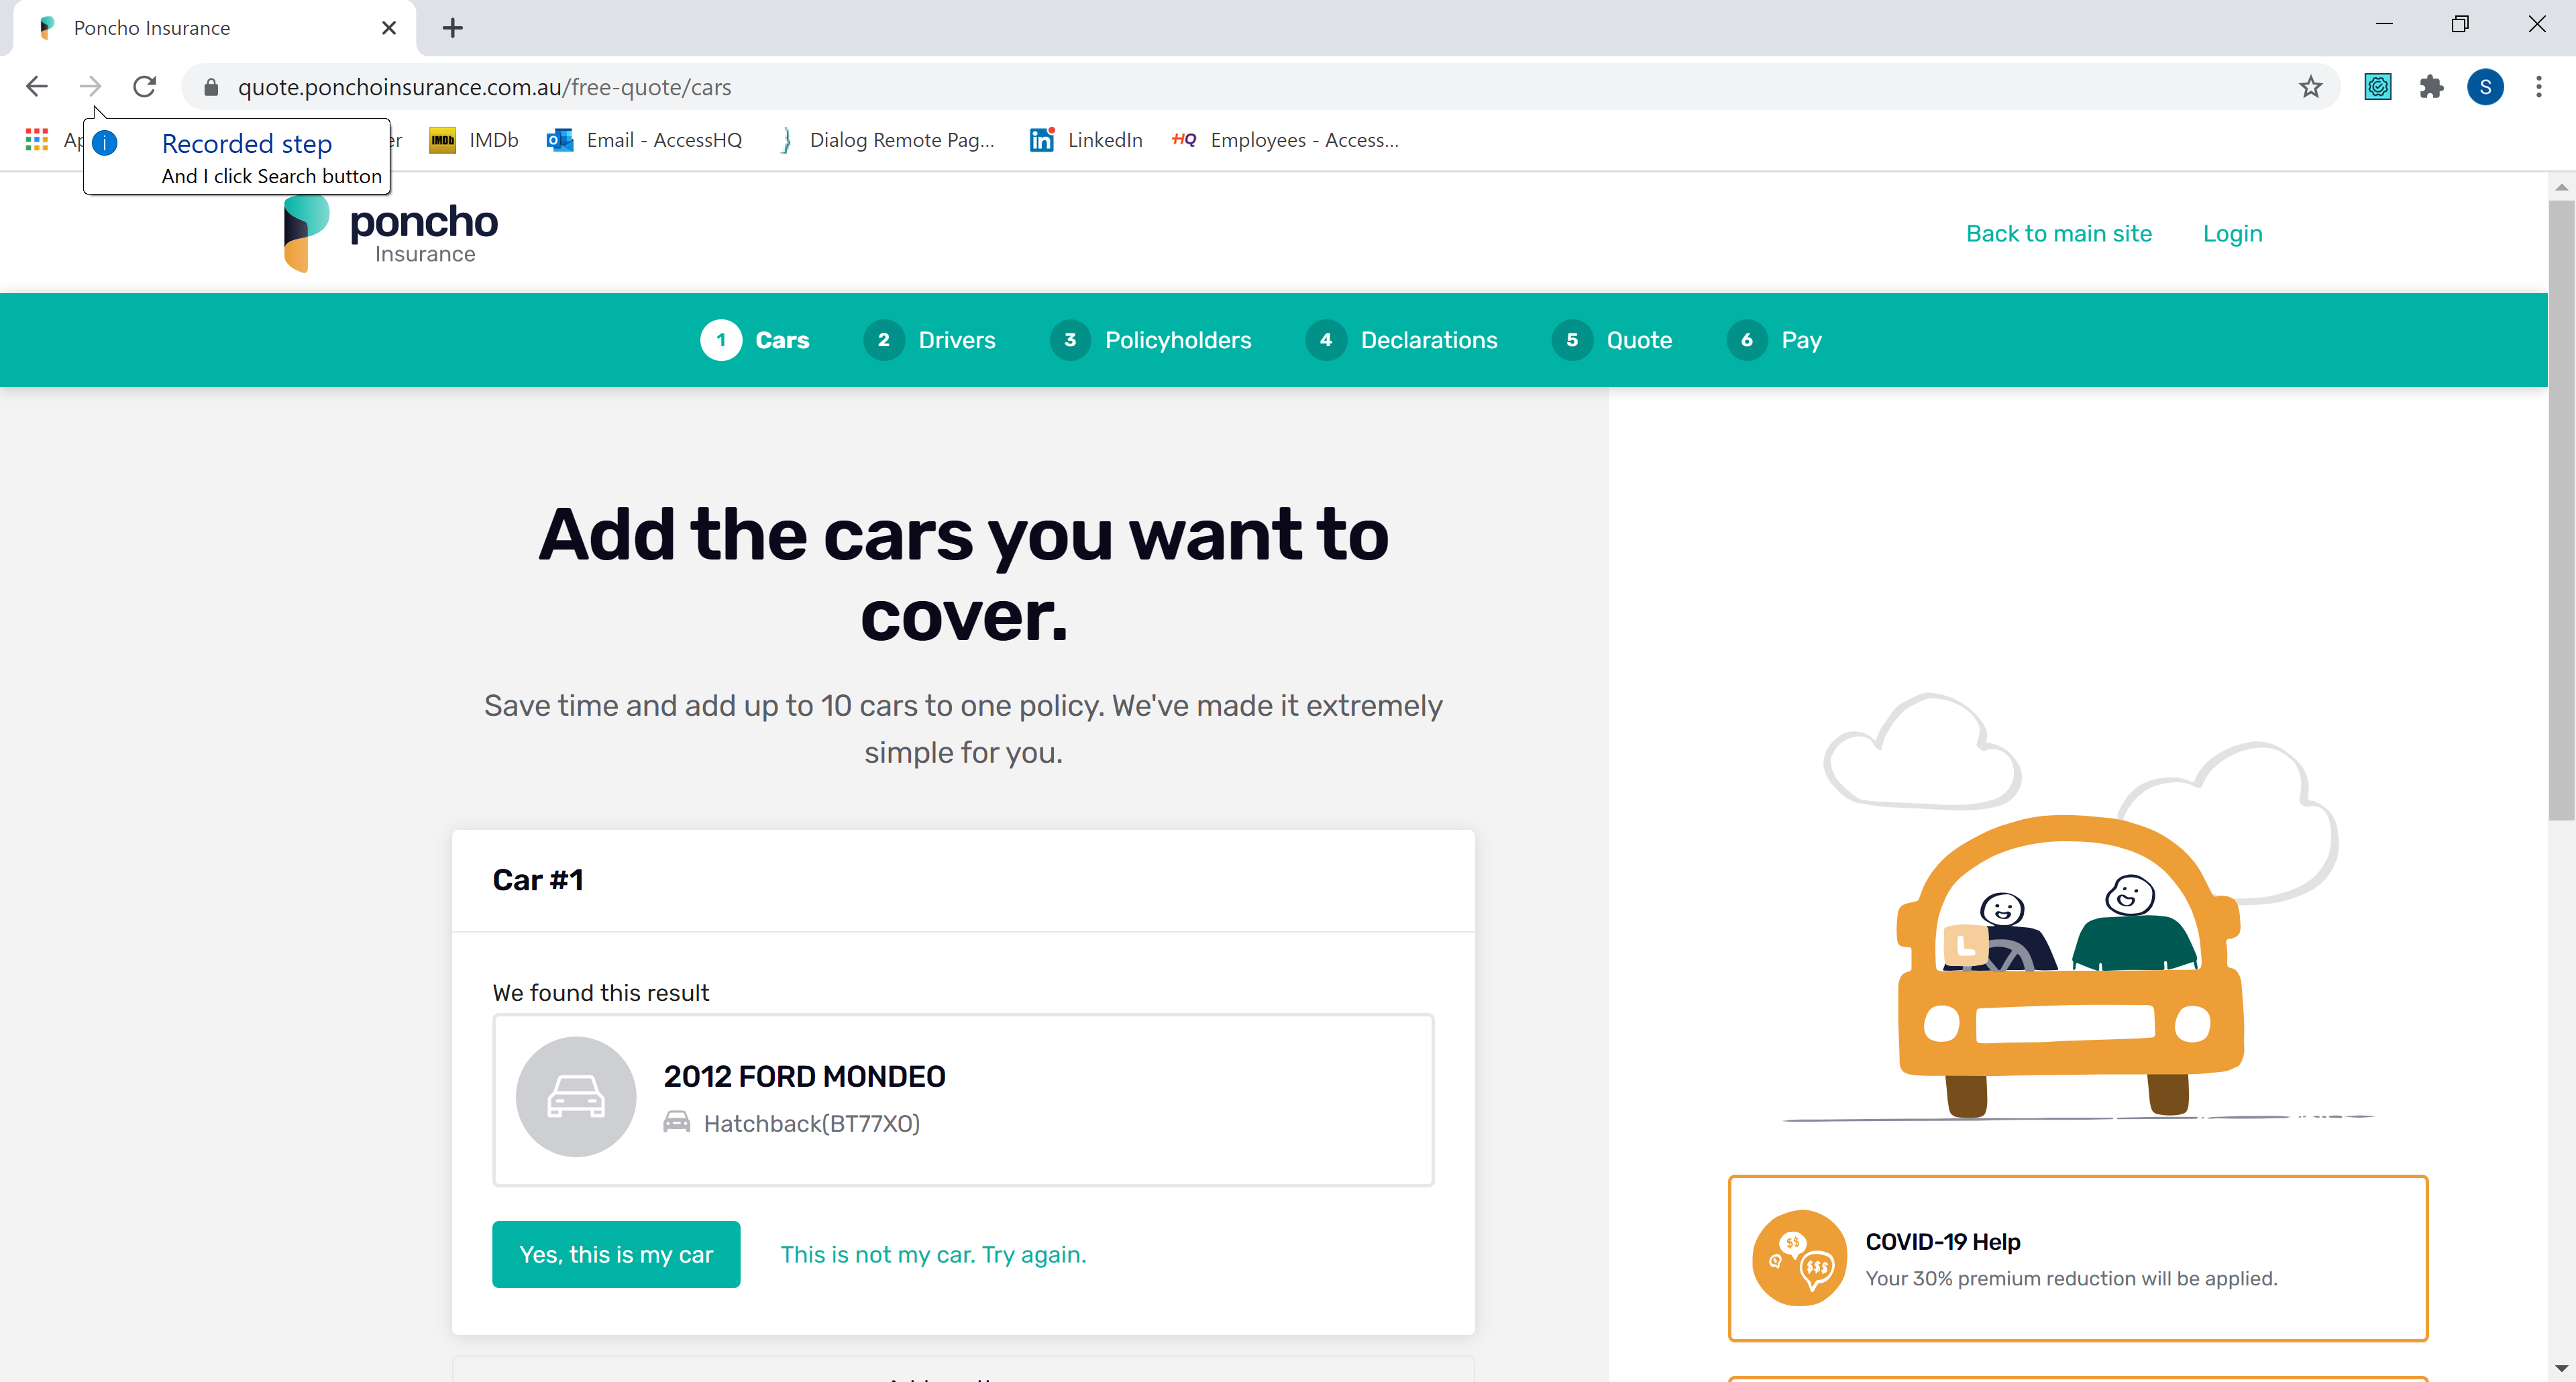 Poncho Insurance
quote.ponchoinsurance.com.au/free-quote/cars
S
IMDb
IMDb
Email - AccessHQ
Dialog Remote Pag...
in
LinkedIn
HQ
Employees - Access...
Recorded step
And I click Search button
poncho
Insurance
Back to main site
Login
1 Cars
2 Drivers
3 Policyholders
4 Declarations
5 Quote
6 Pay
Add the cars you want to
cover.
Save time and add up to 10 cars to one policy. We've made it extremely
simple for you.
Car #1
We found this result
2012 FORD MONDEO
Hatchback(BT77XO)
Yes, this is my car
This is not my car. Try again.
L
$$
$$$
COVID-19 Help
Your 30% premium reduction will be applied.